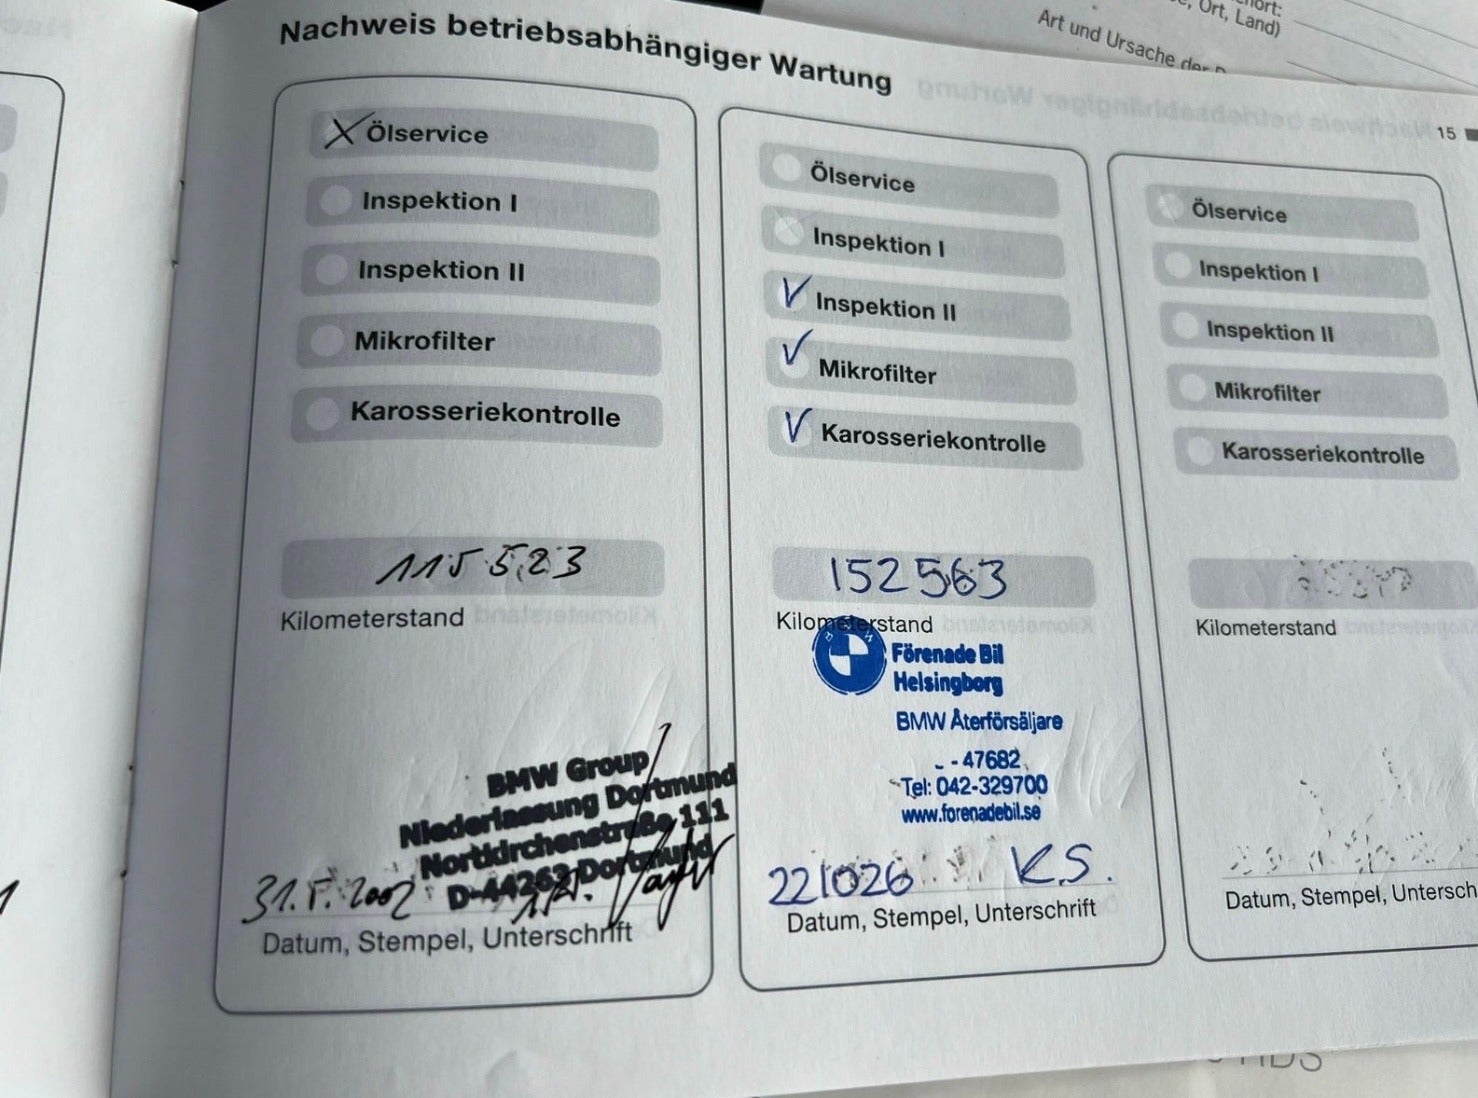 ort:
, Ort, Land)
Art und Ursache der
Nachweis betriebsabhängiger Wartung
15
X Ölservice
Inspektion I
Inspektion II
Mikrofilter
Karosseriekontrolle
115523
Kilometerstand
BMW Group
Niederlassung Dortmund
Nortkirchenstraße 111
D-44263 Dortmund
31.5.2002
Datum, Stempel, Unterschrift
Ölservice
Inspektion I
V Inspektion II
V Mikrofilter
V Karosseriekontrolle
152563
Kilometerstand
Förenade Bil
Helsingborg
BMW Återförsäljare
- - 47682
Tel: 042-329700
www.forenadebil.se
221026 K.S.
Datum, Stempel, Unterschrift
Ölservice
Inspektion I
Inspektion II
Mikrofilter
Karosseriekontrolle
Kilometerstand
Datum, Stempel, Untersch